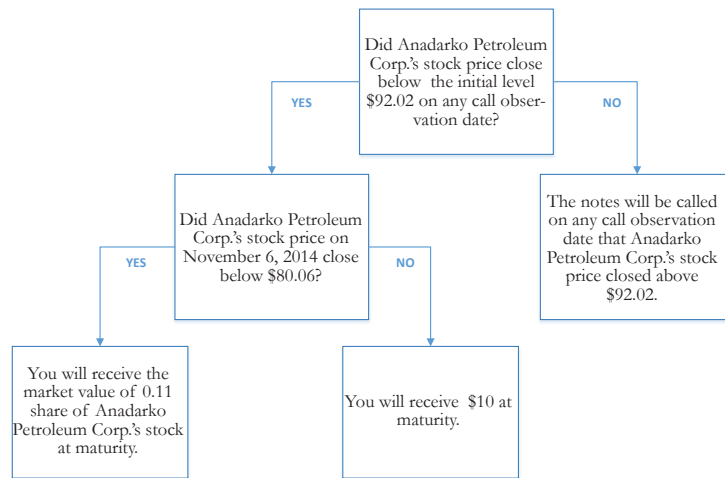 Did Anadarko Petroleum
Corp.'s stock price close
below the initial level
$92.02 on any call obser-
vation date?
YES
NO
Did Anadarko Petroleum
Corp.'s stock price on
November 6, 2014 close
below $80.06?
The notes will be called
on any call observation
date that Anadarko
Petroleum Corp.'s stock
price closed above
$92.02.
YES
NO
You will receive the
market value of 0.11
share of Anadarko
Petroleum Corp.'s stock
at maturity.
You will receive $10 at
maturity.